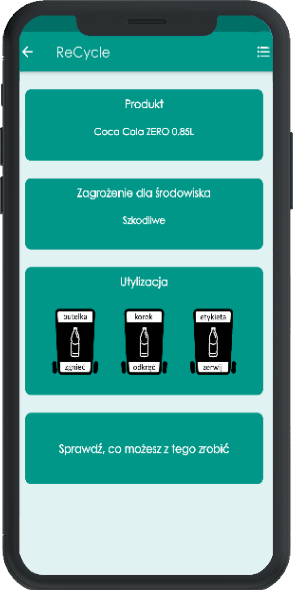 ReCycle
Produkt
Coca Cola ZERO 0,85L
Zagrożenie dla środowiska
Szkodliwe
Utylizacja
butelka korek etykieta
zgnieć odkręć zerwij
Sprawdź, co możesz z tego zrobić